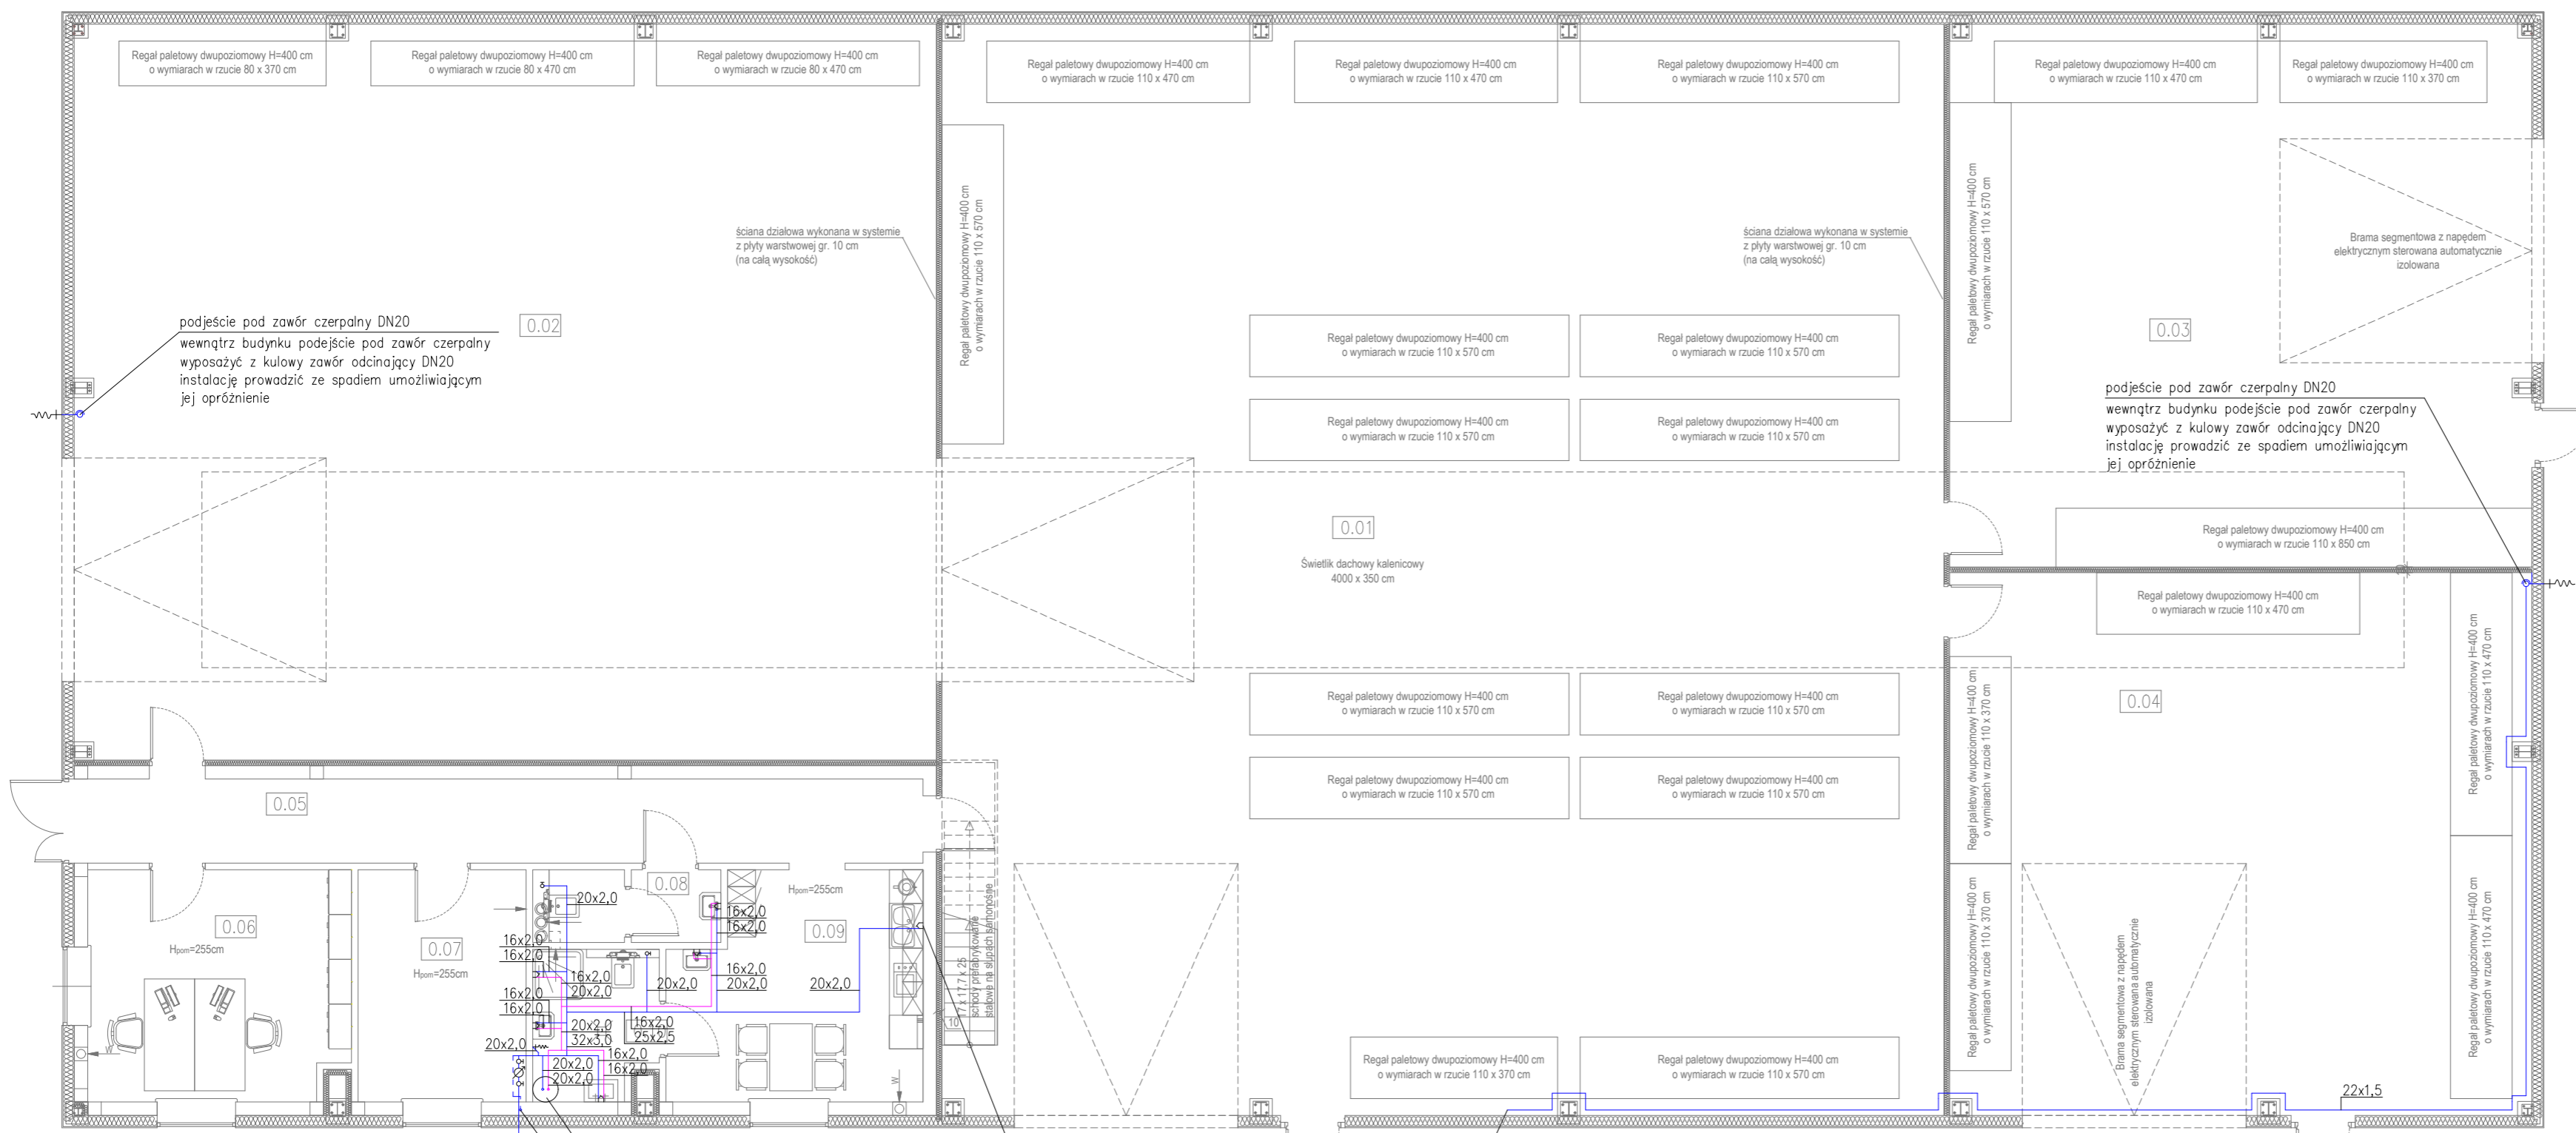 Regał paletowy dwupoziomowy H=400 cm
o wymiarach w rzucie 80 x 370 cm
Regał paletowy dwupoziomowy H=400 cm
o wymiarach w rzucie 80 x 470 cm
Regał paletowy dwupoziomowy H=400 cm
o wymiarach w rzucie 80 x 470 cm
Regał paletowy dwupoziomowy H=400 cm
o wymiarach w rzucie 110 x 470 cm
Regał paletowy dwupoziomowy H=400 cm
o wymiarach w rzucie 110 x 470 cm
Regał paletowy dwupoziomowy H=400 cm
o wymiarach w rzucie 110 x 570 cm
Regał paletowy dwupoziomowy H=400 cm
o wymiarach w rzucie 110 x 470 cm
Regał paletowy dwupoziomowy H=400 cm
o wymiarach w rzucie 110 x 370 cm
ściana działowa wykonana w systemie
z płyty warstwowej gr. 10 cm
(na całą wysokość)
Regał paletowy dwupoziomowy H=400 cm
o wymiarach w rzucie 110 x 570 cm
ściana działowa wykonana w systemie
z płyty warstwowej gr. 10 cm
(na całą wysokość)
Regał paletowy dwupoziomowy H=400 cm
o wymiarach w rzucie 110 x 570 cm
Brama segmentowa z napędem
elektrycznym sterowana automatycznie
izolowana
podjeście pod zawór czerpalny DN20
wewnątrz budynku podejście pod zawór czerpalny
wyposażyć z kulowy zawór odcinający DN20
instalację prowadzić ze spadiem umożliwiającym
jej opróżnienie
0.02
Regał paletowy dwupoziomowy H=400 cm
o wymiarach w rzucie 110 x 570 cm
Regał paletowy dwupoziomowy H=400 cm
o wymiarach w rzucie 110 x 570 cm
0.03
Regał paletowy dwupoziomowy H=400 cm
o wymiarach w rzucie 110 x 570 cm
Regał paletowy dwupoziomowy H=400 cm
o wymiarach w rzucie 110 x 570 cm
podjeście pod zawór czerpalny DN20
wewnątrz budynku podejście pod zawór czerpalny
wyposażyć z kulowy zawór odcinający DN20
instalację prowadzić ze spadiem umożliwiającym
jej opróżnienie
0.01
Świetlik dachowy kalenicowy
4000 x 350 cm
Regał paletowy dwupoziomowy H=400 cm
o wymiarach w rzucie 110 x 850 cm
Regał paletowy dwupoziomowy H=400 cm
o wymiarach w rzucie 110 x 470 cm
Regał paletowy dwupoziomowy H=400 cm
o wymiarach w rzucie 110 x 470 cm
Regał paletowy dwupoziomowy H=400 cm
o wymiarach w rzucie 110 x 570 cm
Regał paletowy dwupoziomowy H=400 cm
o wymiarach w rzucie 110 x 570 cm
Regał paletowy dwupoziomowy H=400 cm
o wymiarach w rzucie 110 x 370 cm
0.04
Regał paletowy dwupoziomowy H=400 cm
o wymiarach w rzucie 110 x 570 cm
Regał paletowy dwupoziomowy H=400 cm
o wymiarach w rzucie 110 x 570 cm
0.05
0.06
Hpom=255cm
0.07
Hpom=255cm
0.08
Hpom=255cm
0.09
20x2,0
16x2,0
16x2,0
16x2,0
16x2,0
16x2,0
20x2,0
20x2,0
16x2,0
20x2,0
20x2,0
16x2,0
16x2,0
20x2,0
32x3,0
16x2,0
25x2,5
20x2,0
20x2,0
20x2,0
16x2,0
16x2,0
W
W
17 x 17,7 x 25
schody prefabrykowane
stalowe na słupach samonośne
10
Regał paletowy dwupoziomowy H=400 cm
o wymiarach w rzucie 110 x 370 cm
Brama segmentowa z napędem
elektrycznym sterowana automatycznie
izolowana
Regał paletowy dwupoziomowy H=400 cm
o wymiarach w rzucie 110 x 470 cm
Regał paletowy dwupoziomowy H=400 cm
o wymiarach w rzucie 110 x 370 cm
Regał paletowy dwupoziomowy H=400 cm
o wymiarach w rzucie 110 x 570 cm
22x1,5